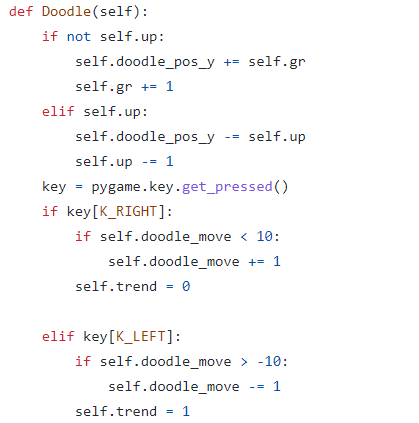 def Doodle(self):
    if not self.up:
        self.doodle_pos_y += self.gr
        self.gr += 1
    elif self.up:
        self.doodle_pos_y -= self.up
        self.up -= 1
    key = pygame.key.get_pressed()
    if key[K_RIGHT]:
        if self.doodle_move < 10:
            self.doodle_move += 1
        self.trend = 0

    elif key[K_LEFT]:
        if self.doodle_move > -10:
            self.doodle_move -= 1
        self.trend = 1